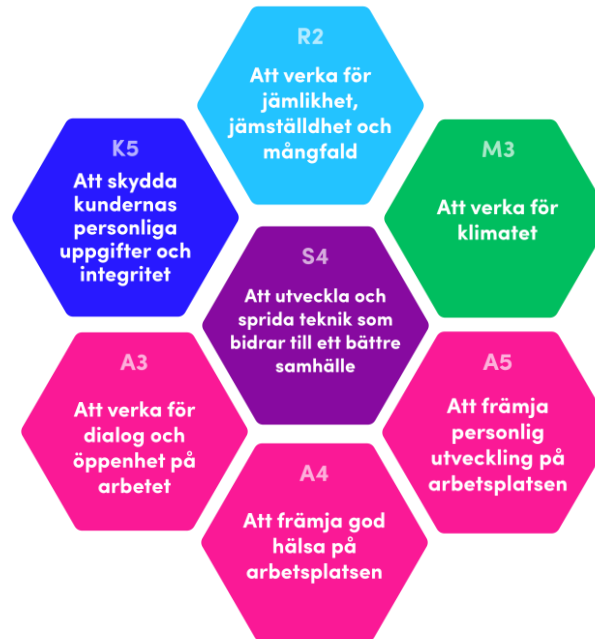 R2
Att verka för
jämlikhet,
jämställdhet och
mångfald
K5
Att skydda
kundernas
personliga
uppgifter och
integritet
M3
Att verka för
klimatet
S4
Att utveckla och
sprida teknik som
bidrar till ett bättre
samhälle
A3
Att verka för
dialog och
öppenhet på
arbetet
A5
Att främja
personlig
utveckling på
arbetsplatsen
A4
Att främja god
hälsa på
arbetsplatsen